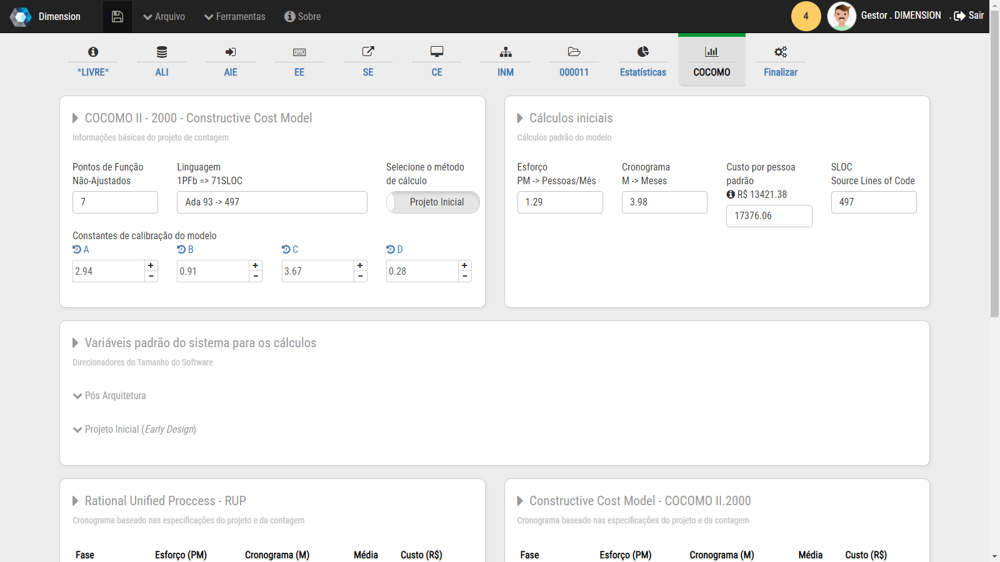 Dimension
Arquivo
Ferramentas
Sobre
4
Gestor . DIMENSION
. Sair
*LIVRE*
ALI
AIE
EE
SE
CE
INM
000011
Estatísticas
COCOMO
Finalizar
COCOMO II - 2000 - Constructive Cost Model
Informações básicas do projeto de contagem
Pontos de Função
Não-Ajustados
7
Linguagem
1PFb => 71SLOC
Ada 93 -> 497
Selecione o método
de cálculo
Projeto Inicial
Constantes de calibração do modelo
A
B
C
D
2.94
+
-
0.91
+
-
3.67
+
-
0.28
+
-
Cálculos iniciais
Cálculos padrão do modelo
Esforço
PM -> Pessoas/Mês
1.29
Cronograma
M -> Meses
3.98
Custo por pessoa
padrão
R$ 13421.38
17376.06
SLOC
Source Lines of Code
497
Variáveis padrão do sistema para os cálculos
Direcionadores do Tamanho do Software
Pós Arquitetura
Projeto Inicial (Early Design)
Rational Unified Proccess - RUP
Cronograma baseado nas especificações do projeto e da contagem
Fase Esforço (PM) Cronograma (M) Média Custo (R$)
Constructive Cost Model - COCOMO II.2000
Cronograma baseado nas especificações do projeto e da contagem
Fase Esforço (PM) Cronograma (M) Média Custo (R$)